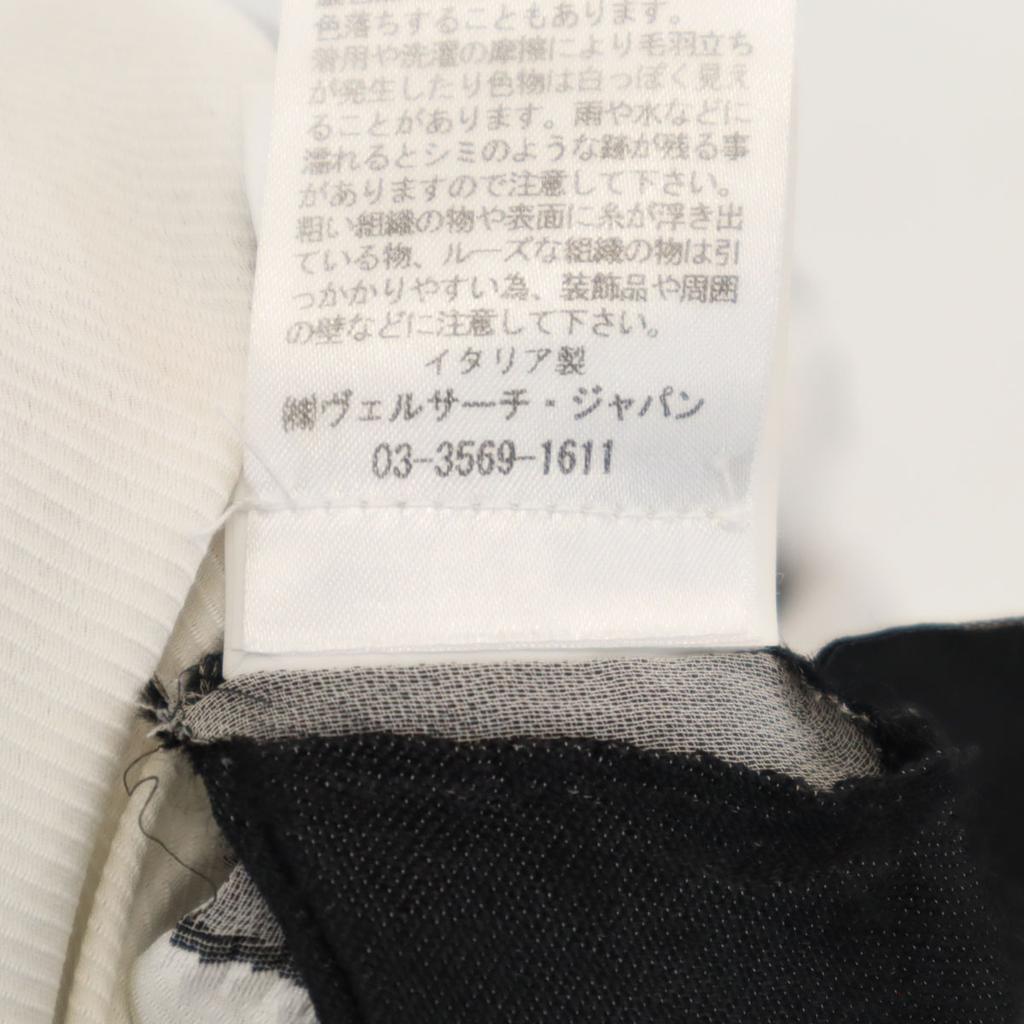 色落ちすることもあります。
着用や洗濯の摩擦により毛羽立ち
が発生したり色物は白っぽく見え
ることがあります。雨や水などに
濡れるとシミのような跡が残る事
がありますので注意して下さい。
粗い組織の物や表面に糸が浮き出
ている物、ルーズな組織の物は引
っかかりやすい為、装飾品や周囲
の壁などに注意して下さい。
イタリア製
㈱ヴェルサーチ・ジャパン
03-3569-1611